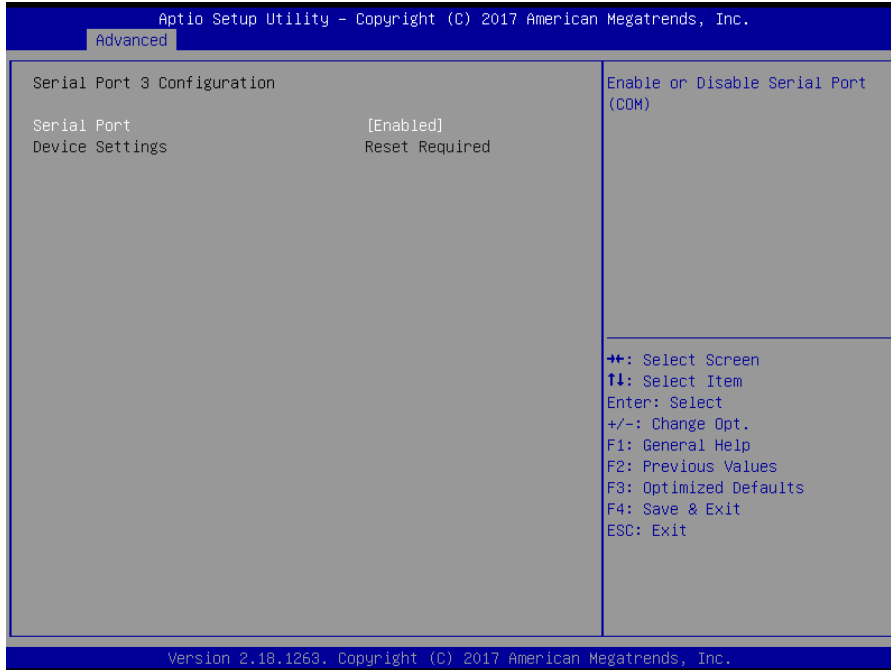 Aptio Setup Utility – Copyright (C) 2017 American Megatrends, Inc.
Advanced
Serial Port 3 Configuration
Serial Port [Enabled]
Device Settings Reset Required
Enable or Disable Serial Port
(COM)
→←: Select Screen
↑↓: Select Item
Enter: Select
+/-: Change Opt.
F1: General Help
F2: Previous Values
F3: Optimized Defaults
F4: Save & Exit
ESC: Exit
Version 2.18.1263. Copyright (C) 2017 American Megatrends, Inc.